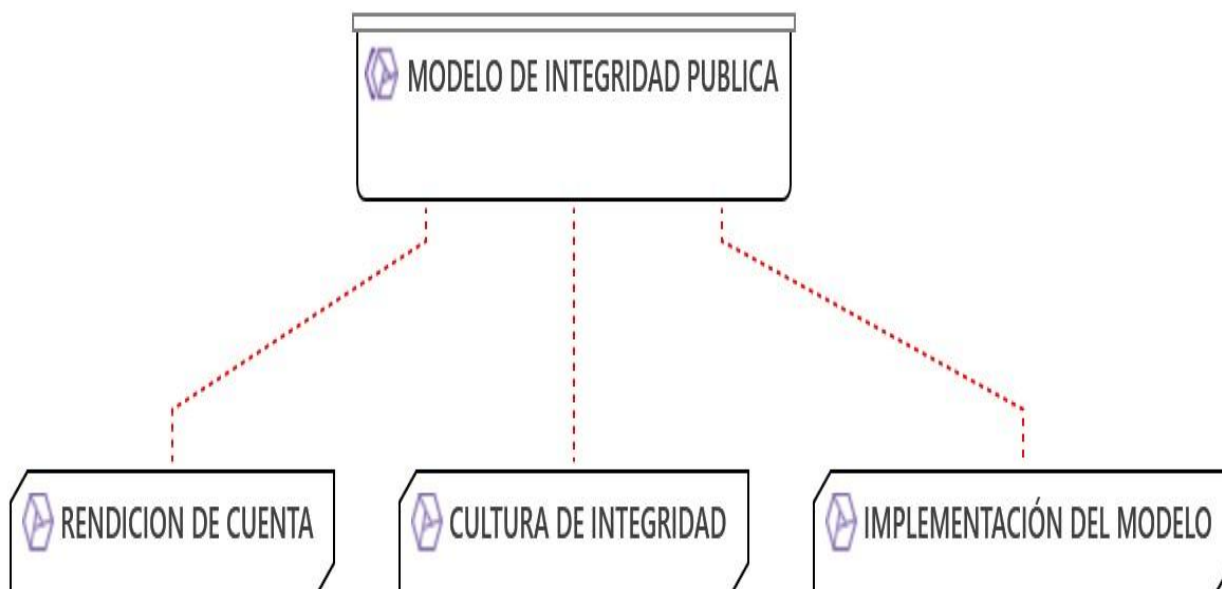 MODELO DE INTEGRIDAD PUBLICA
RENDICION DE CUENTA
CULTURA DE INTEGRIDAD
IMPLEMENTACIÓN DEL MODELO